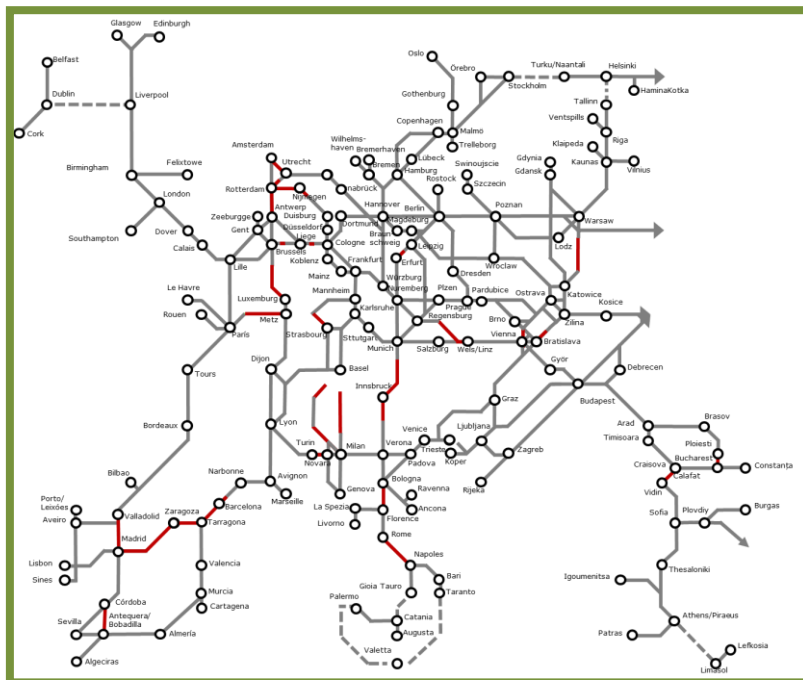 Glasgow
Edinburgh
Belfast
Dublin
Liverpool
Cork
Birmingham
Felixtowe
London
Southampton
Dover
Calais
Oslo
Örebro
Turku/Naantali
Helsinki
Stockholm
HaminaKotka
Gothenburg
Tallinn
Copenhagen
Malmö
Ventspills
Trelleborg
Riga
Klaipeda
Kaunas
Vilnius
Amsterdam
Utrecht
Wilhelms-
haven
Bremerhaven
Bremen
Lübeck
Hamburg
Swinoujscie
Gdynia
Gdansk
Rostock
Szczecin
Rotterdam
Nijmegen
Hannover
Berlin
Poznan
Warsaw
Antwerp
Duisburg
Zeeburgge
Gent
Düsseldorf
Liege
Dortmund
Magdeburg
Braun
schweig
Leipzig
Lodz
Brussels
Cologne
Koblenz
Frankfurt
Erfurt
Wroclaw
Lille
Mainz
Würzburg
Dresden
Le Havre
Luxemburg
Mannheim
Nuremberg
Plzen
Pardubice
Ostrava
Katowice
Rouen
Metz
Karlsruhe
Prague
Regensburg
Brno
Kosice
París
Strasbourg
Sttutgart
Munich
Salzburg
Wels/Linz
Vienna
Bratislava
Zilina
Dijon
Basel
Györ
Debrecen
Tours
Innsbruck
Budapest
Graz
Bordeaux
Lyon
Turin
Novara
Milan
Verona
Venice
Padova
Trieste
Koper
Ljubljana
Zagreb
Rijeka
Arad
Timisoara
Brasov
Ploiesti
Bucharest
Constanța
Craisova
Calafat
Bilbao
Narbonne
Avignon
Marseille
Genova
Bologna
Ravenna
Ancona
Vidin
Porto/
Leixões
Aveiro
Valladolid
Zaragoza
Barcelona
Tarragona
La Spezia
Livorno
Florence
Rome
Sofia
Plovdiy
Burgas
Madrid
Lisbon
Sines
Valencia
Napoles
Bari
Taranto
Gioia Tauro
Thessaloniki
Igoumenitsa
Murcia
Cartagena
Córdoba
Sevilla
Antequera/
Bobadilla
Almería
Algeciras
Palermo
Catania
Augusta
Valetta
Athens/Piraeus
Patras
Lefkosia
Limasol